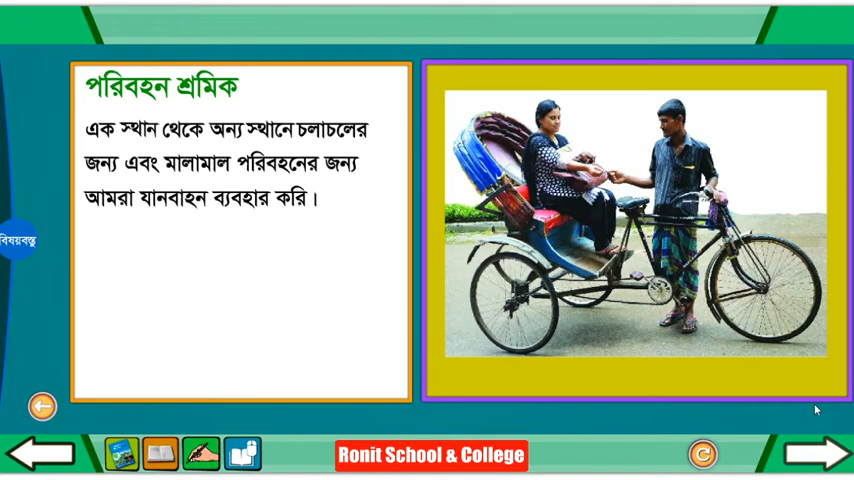 পরিবহন শ্রমিক
এক স্থান থেকে অন্য স্থানে চলাচলের
জন্য এবং মালামাল পরিবহনের জন্য
আমরা যানবাহন ব্যবহার করি।
বিষয়বস্তু
Ronit School & College